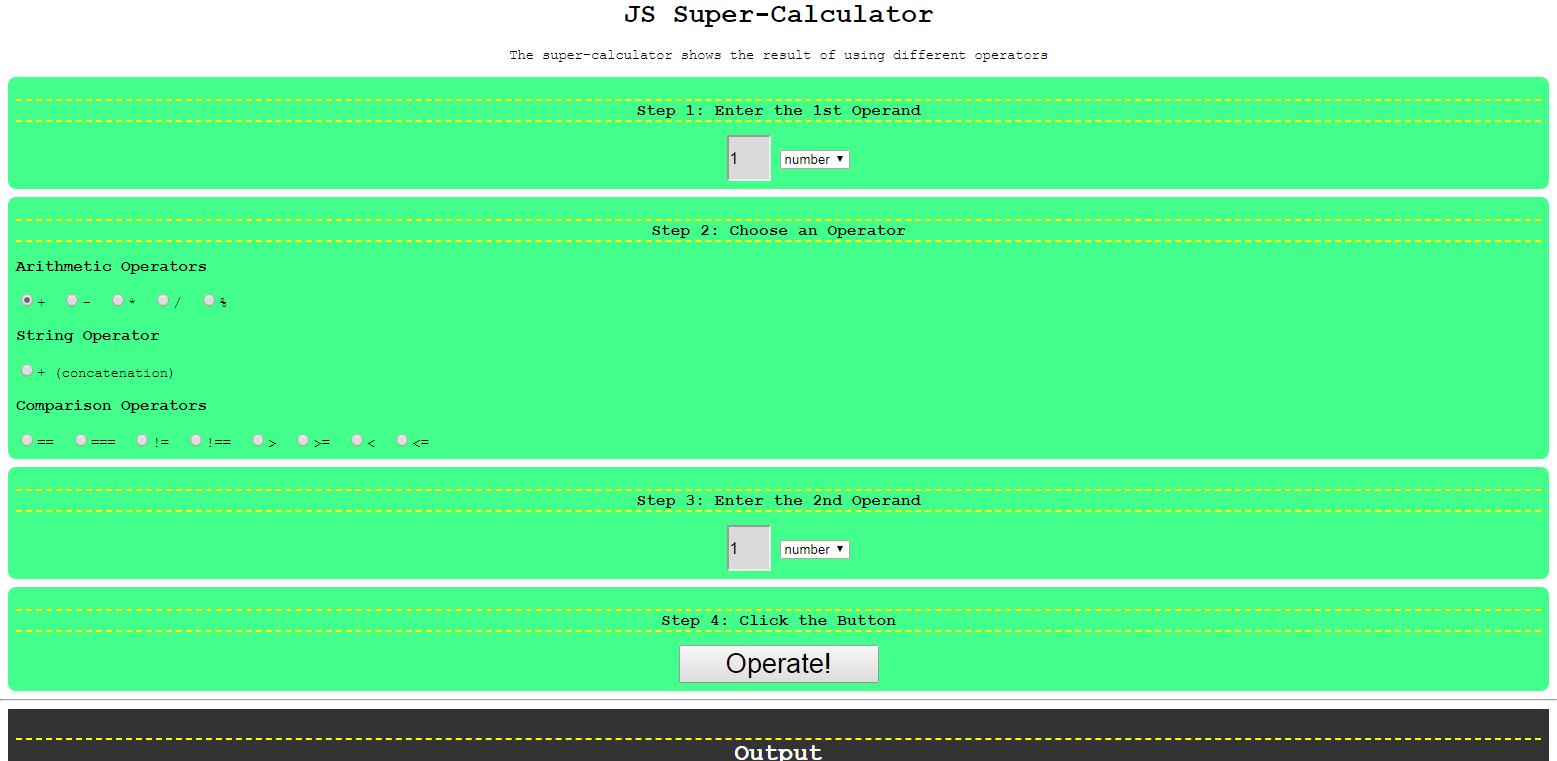 JS Super-Calculator
The super-calculator shows the result of using different operators
Step 1: Enter the 1st Operand
1 number
Step 2: Choose an Operator
Arithmetic Operators
+ - * / %
String Operator
+ (concatenation)
Comparison Operators
== === != !== > >= < <=
Step 3: Enter the 2nd Operand
1 number
Step 4: Click the Button
Operate!
Output